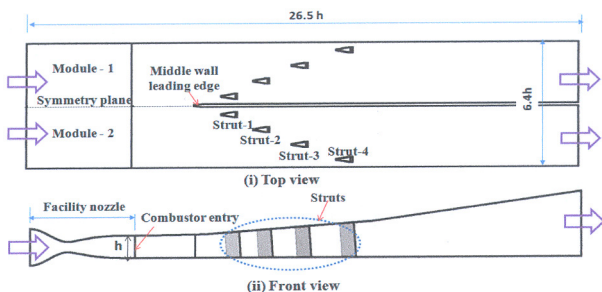 26.5 h
Module - 1
Middle wall
leading edge
Symmetry plane
Module - 2
Strut-1
Strut-2
Strut-3
Strut-4
6.4h
(i) Top view
Facility nozzle
Combustor entry
Struts
h
(ii) Front view